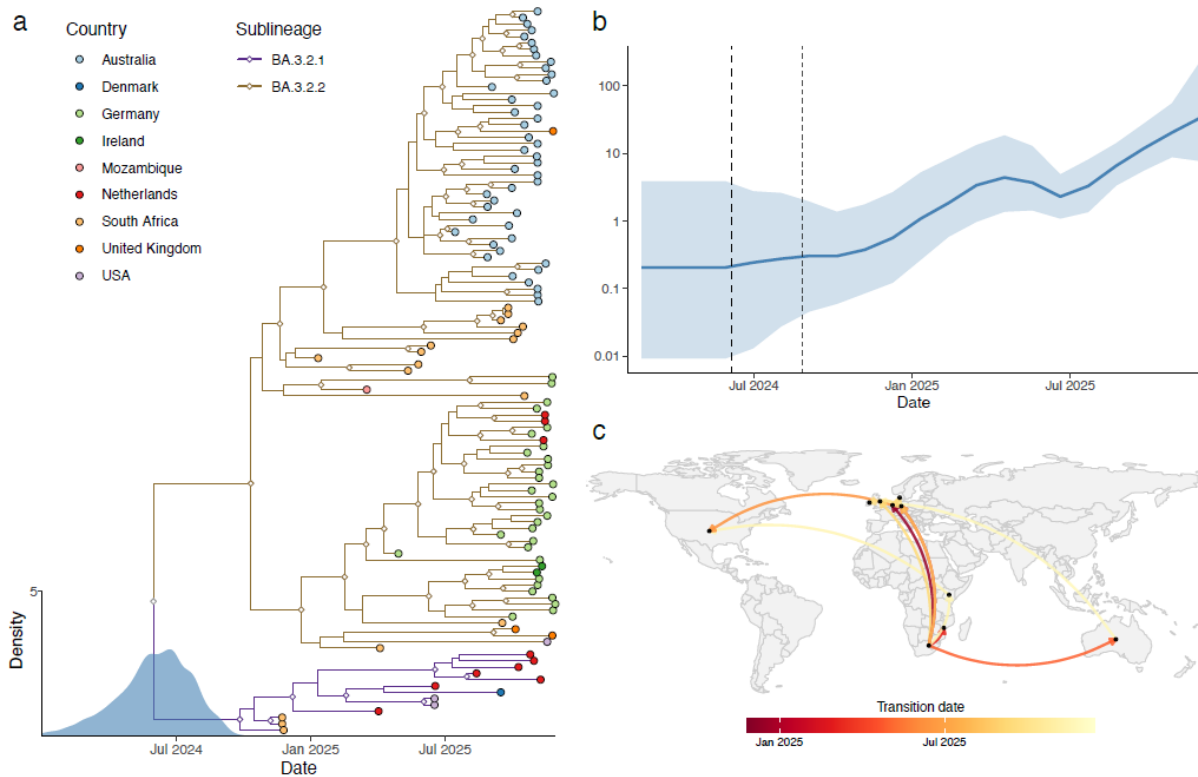 a
Country
Australia
Denmark
Germany
Ireland
Mozambique
Netherlands
South Africa
United Kingdom
USA
Sublineage
BA.3.2.1
BA.3.2.2
5
Density
Jul 2024
Jan 2025
Jul 2025
Date
b
100
10
1
0.1
0.01
Jul 2024
Jan 2025
Jul 2025
Date
c
Transition date
Jan 2025
Jul 2025